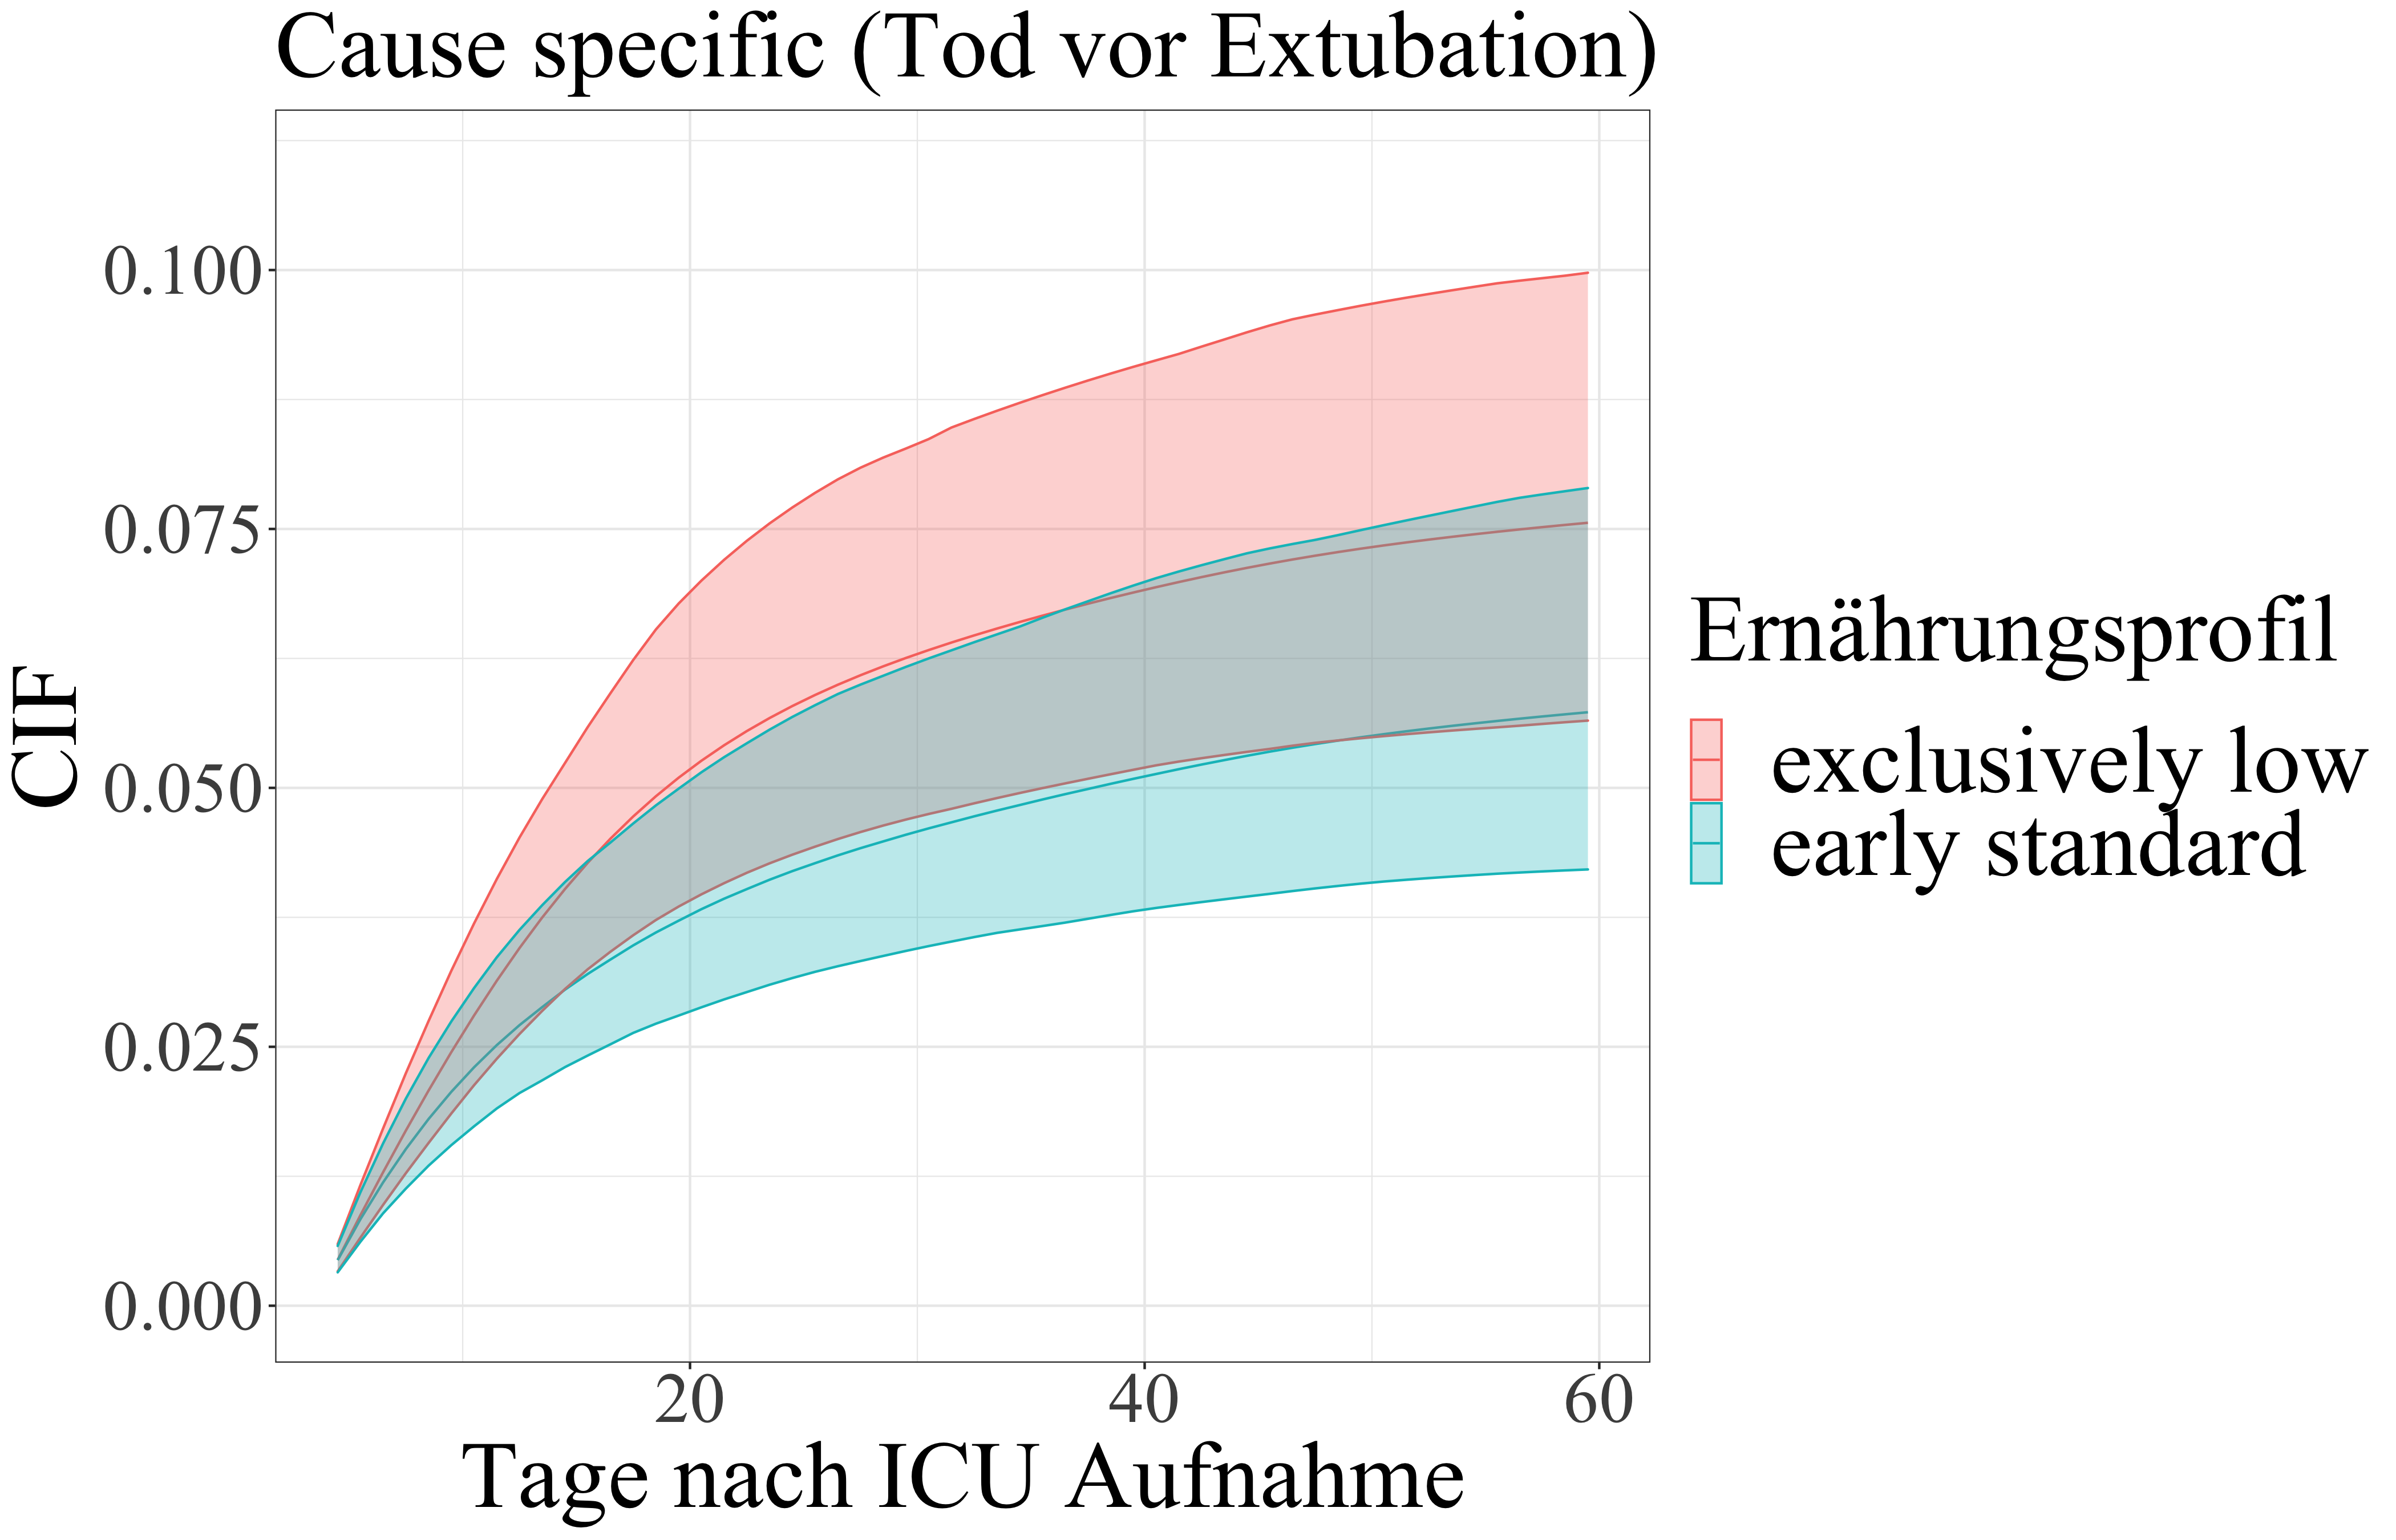 Cause specific (Tod vor Extubation)
0.100
0.075
0.050
0.025
0.000
CIF
20 40 60
Tage nach ICU Aufnahme
Ernährungsprofil
exclusively low
early standard